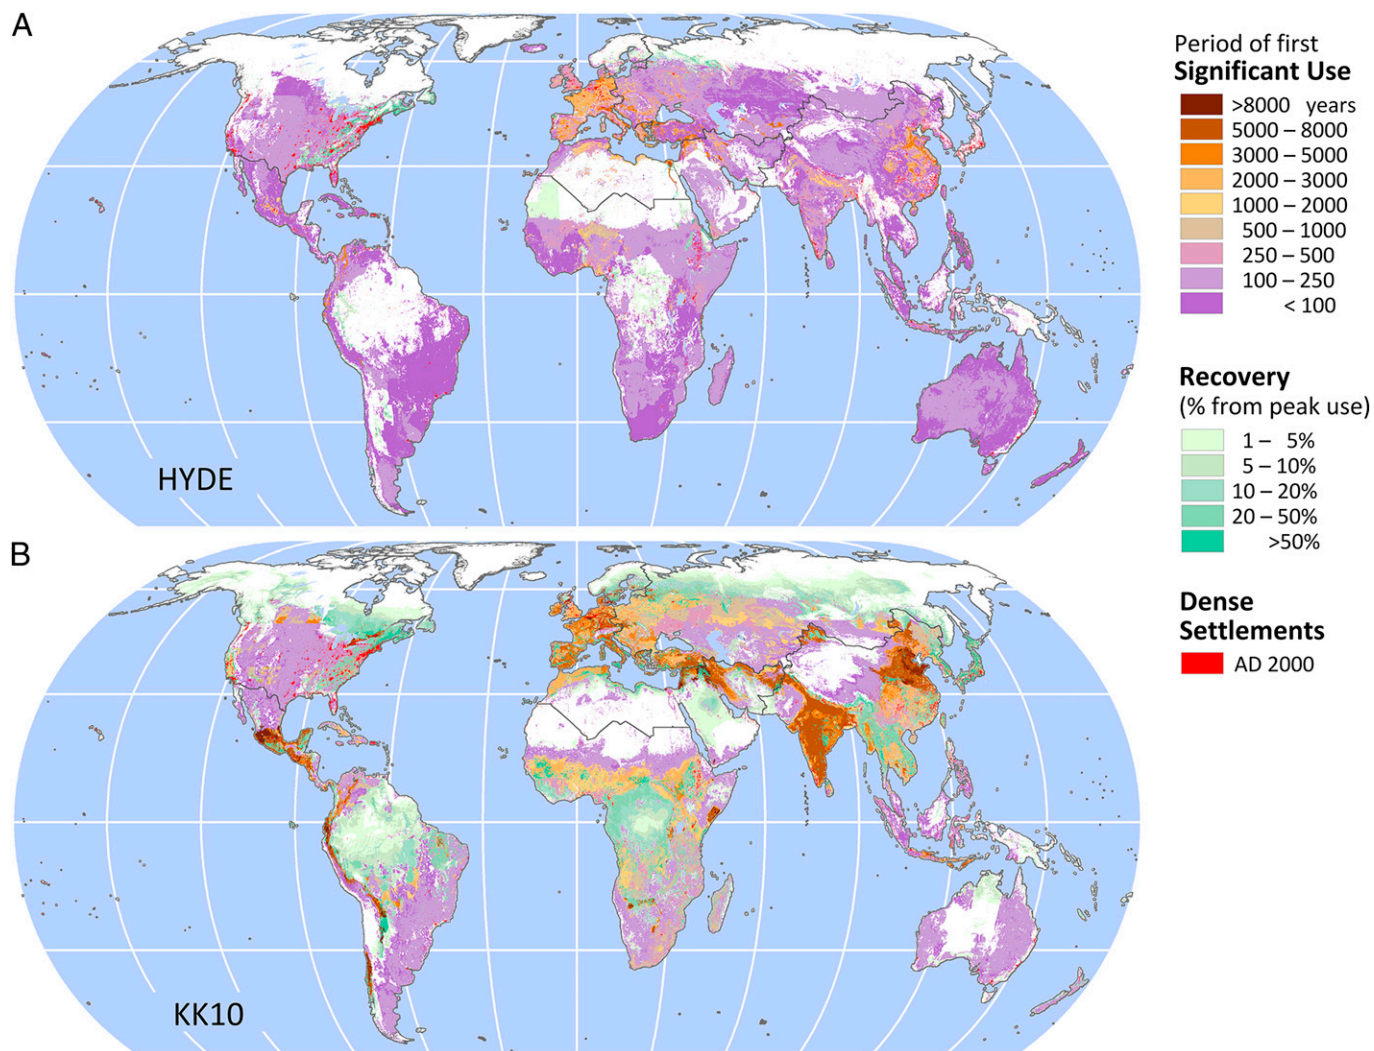 A
Period of first
Significant Use
>8000 years
5000 – 8000
3000 – 5000
2000 – 3000
1000 – 2000
500 – 1000
250 – 500
100 – 250
< 100
Recovery
(% from peak use)
1 – 5%
5 – 10%
10 – 20%
20 – 50%
>50%
Dense
Settlements
AD 2000
HYDE
B
KK10